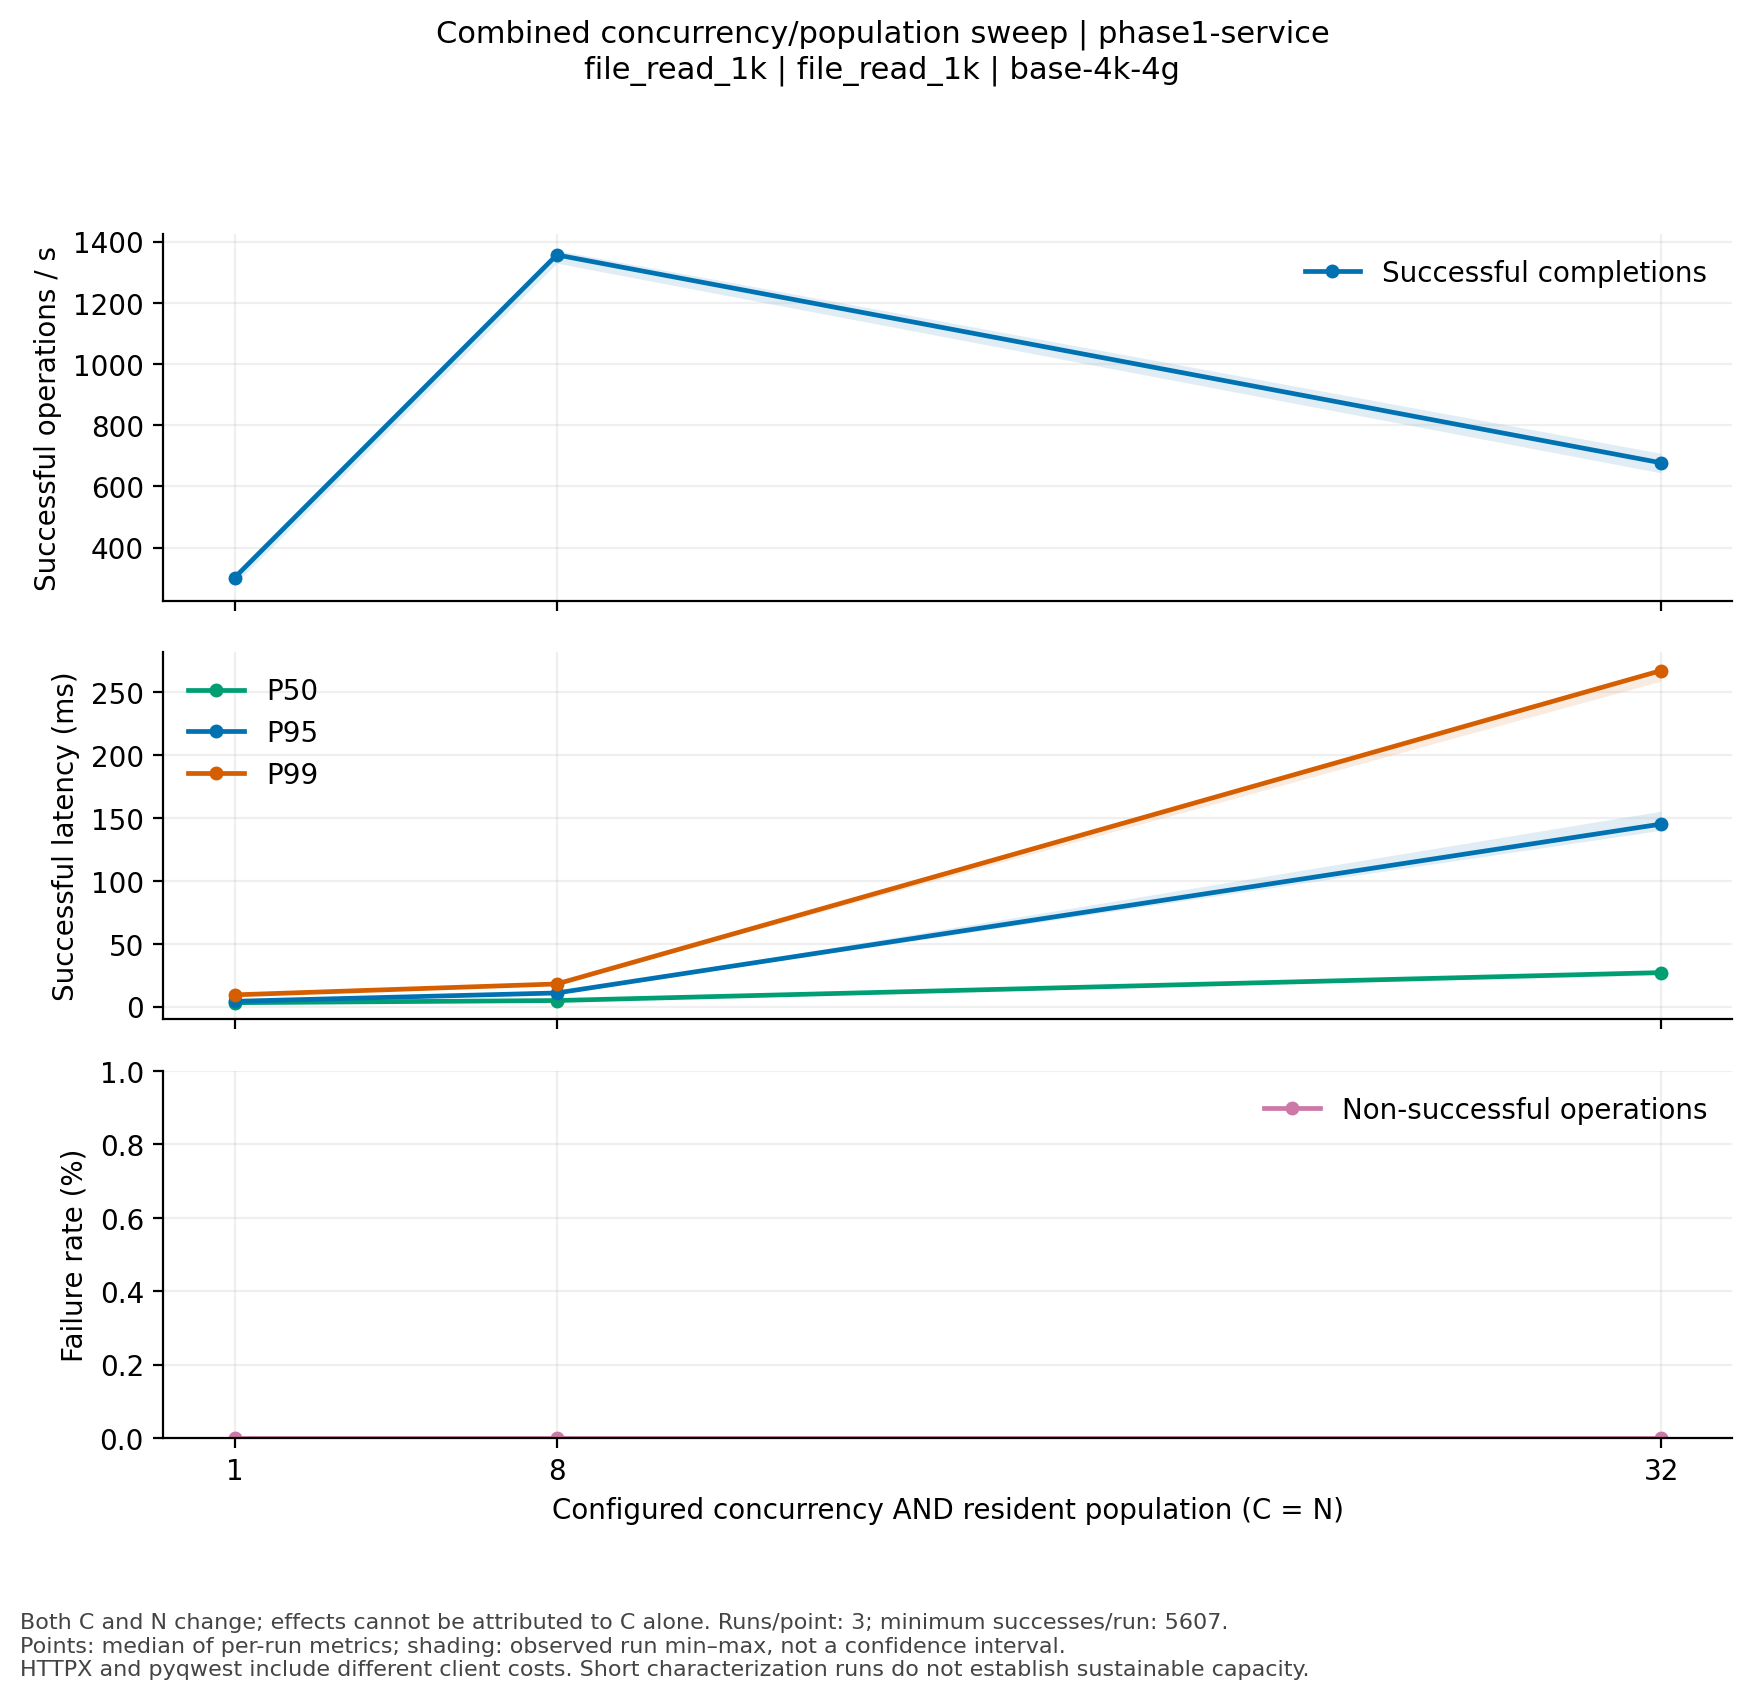 Combined concurrency/population sweep | phase1-service
file_read_1k | file_read_1k | base-4k-4g
Successful operations / s
1400
1200
1000
800
600
400
Successful completions
Successful latency (ms)
250
200
150
100
50
0
P50
P95
P99
Failure rate (%)
1.0
0.8
0.6
0.4
0.2
0.0
Non-successful operations
1
8
32
Configured concurrency AND resident population (C = N)
Both C and N change; effects cannot be attributed to C alone. Runs/point: 3; minimum successes/run: 5607.
Points: median of per-run metrics; shading: observed run min–max, not a confidence interval.
HTTPX and pyqwest include different client costs. Short characterization runs do not establish sustainable capacity.